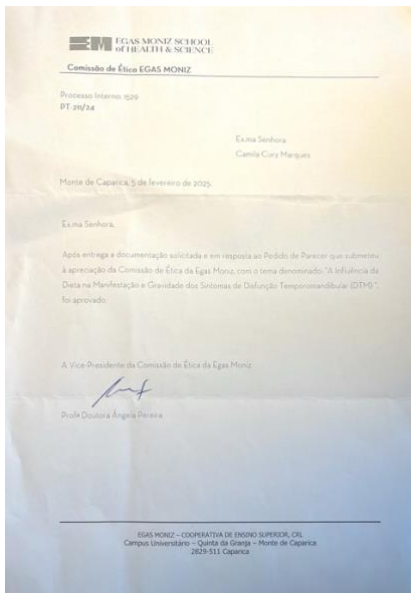 EGAS MONIZ SCHOOL
of HEALTH & SCIENCE
Comissão de Ética EGAS MONIZ
Processo Interno: 1529
PT-211/24
Ex.ma Senhora
Camila Cury Marques
Monte de Caparica, 5 de fevereiro de 2025,
Ex.ma Senhora,
Após entrega e documentação solicitada e em resposta ao Pedido de Parecer que submeteu
à apreciação da Comissão de Ética da Egas Moniz, com o tema denominado: "A Influência da
Dieta na Manifestação e Gravidade dos Sintomas de Disfunção Temporomandibular (DTM) ",
foi aprovado.
A Vice-Presidente da Comissão de Ética da Egas Moniz
Profª Doutora Ângela Pereira
EGAS MONIZ – COOPERATIVA DE ENSINO SUPERIOR, CRL
Campus Universitário – Quinta da Granja – Monte de Caparica
2829-511 Caparica